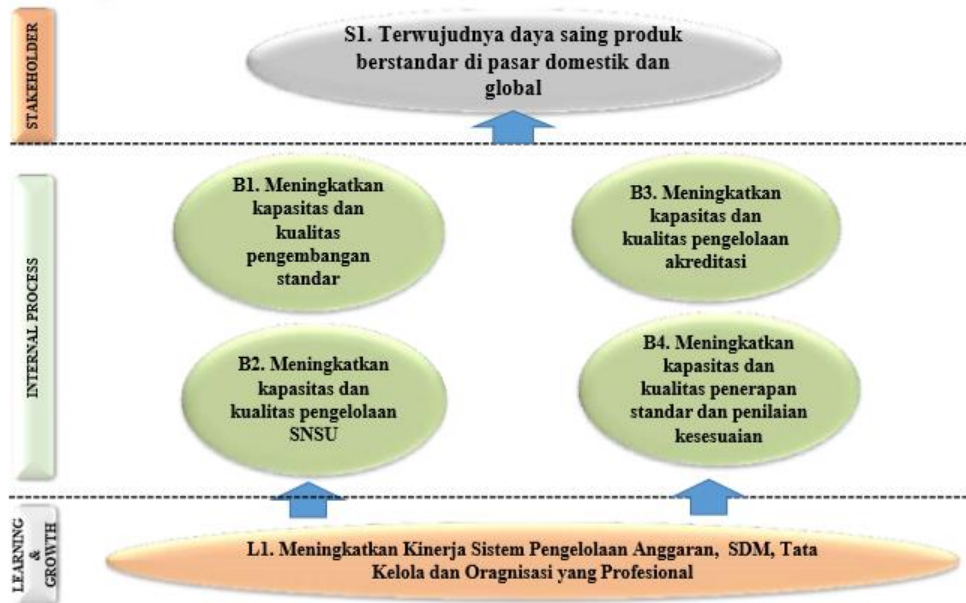 STAKEHOLDER
S1. Terwujudnya daya saing produk
berstandar di pasar domestik dan
global
INTERNAL PROCESS
B1. Meningkatkan
kapasitas dan
kualitas
pengembangan
standar
B3. Meningkatkan
kapasitas dan
kualitas pengelolaan
akreditasi
B2. Meningkatkan
kapasitas dan
kualitas pengelolaan
SNSU
B4. Meningkatkan
kapasitas dan
kualitas penerapan
standar dan penilaian
kesesuaian
LEARNING
&
GROWTH
L1. Meningkatkan Kinerja Sistem Pengelolaan Anggaran, SDM, Tata
Kelola dan Oragnisasi yang Profesional